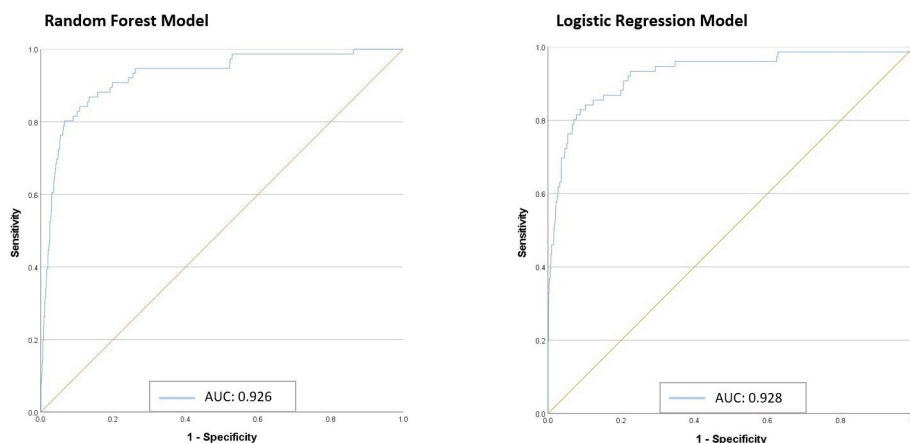 Random Forest Model
1.0
0.8
0.6
0.4
0.2
0.0
Sensitivity
AUC: 0.926
0.0 0.2 0.4 0.6 0.8 1.0
1 - Specificity
Logistic Regression Model
1.0
0.8
0.6
0.4
0.2
0.0
Sensitivity
AUC: 0.928
0.0 0.2 0.4 0.6 0.8
1 - Specificity